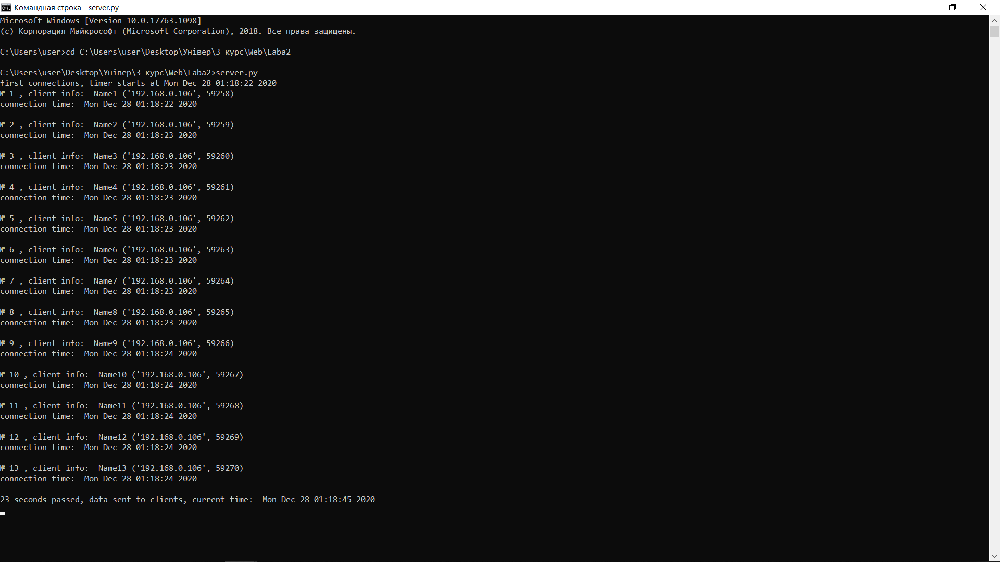 Командная строка - server.py
Microsoft Windows [Version 10.0.17763.1098]
(c) Корпорация Майкрософт (Microsoft Corporation), 2018. Все права защищены.
C:\Users\user>cd C:\Users\user\Desktop\Універ\3 курс\Web\Laba2
C:\Users\user\Desktop\Універ\3 курс\Web\Laba2>server.py
first connections, timer starts at Mon Dec 28 01:18:22 2020
№ 1 , client info:  Name1 ('192.168.0.106', 59258)
connection time:  Mon Dec 28 01:18:22 2020
№ 2 , client info:  Name2 ('192.168.0.106', 59259)
connection time:  Mon Dec 28 01:18:23 2020
№ 3 , client info:  Name3 ('192.168.0.106', 59260)
connection time:  Mon Dec 28 01:18:23 2020
№ 4 , client info:  Name4 ('192.168.0.106', 59261)
connection time:  Mon Dec 28 01:18:23 2020
№ 5 , client info:  Name5 ('192.168.0.106', 59262)
connection time:  Mon Dec 28 01:18:23 2020
№ 6 , client info:  Name6 ('192.168.0.106', 59263)
connection time:  Mon Dec 28 01:18:23 2020
№ 7 , client info:  Name7 ('192.168.0.106', 59264)
connection time:  Mon Dec 28 01:18:23 2020
№ 8 , client info:  Name8 ('192.168.0.106', 59265)
connection time:  Mon Dec 28 01:18:23 2020
№ 9 , client info:  Name9 ('192.168.0.106', 59266)
connection time:  Mon Dec 28 01:18:24 2020
№ 10 , client info:  Name10 ('192.168.0.106', 59267)
connection time:  Mon Dec 28 01:18:24 2020
№ 11 , client info:  Name11 ('192.168.0.106', 59268)
connection time:  Mon Dec 28 01:18:24 2020
№ 12 , client info:  Name12 ('192.168.0.106', 59269)
connection time:  Mon Dec 28 01:18:24 2020
№ 13 , client info:  Name13 ('192.168.0.106', 59270)
connection time:  Mon Dec 28 01:18:24 2020
23 seconds passed, data sent to clients, current time:  Mon Dec 28 01:18:45 2020